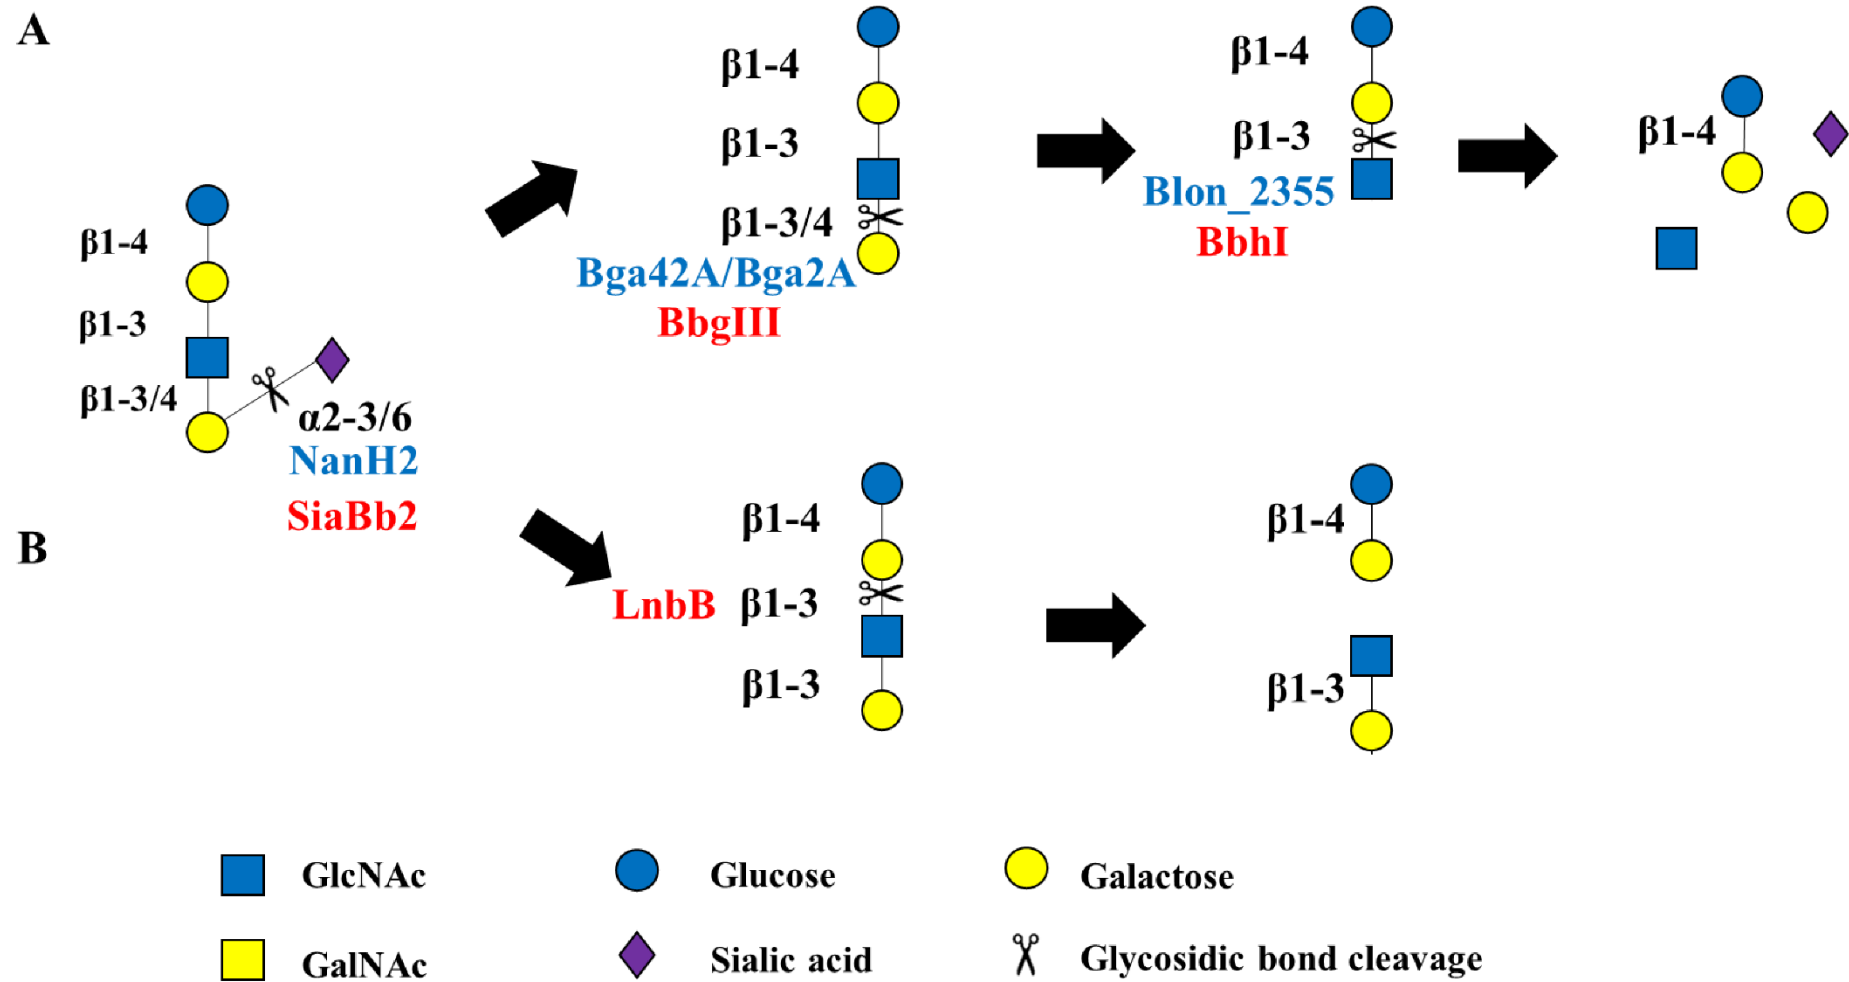 A
β1-4
β1-3
β1-3/4
α2-3/6
NanH2
SiaBb2
β1-4
β1-3
β1-3/4
Bga42A/Bga2A
BbgIII
β1-4
β1-3
Blon_2355
BbhI
β1-4
B
β1-4
LnbB β1-3
β1-3
β1-4
β1-3
GlcNAc
Glucose
Galactose
GalNAc
Sialic acid
Glycosidic bond cleavage